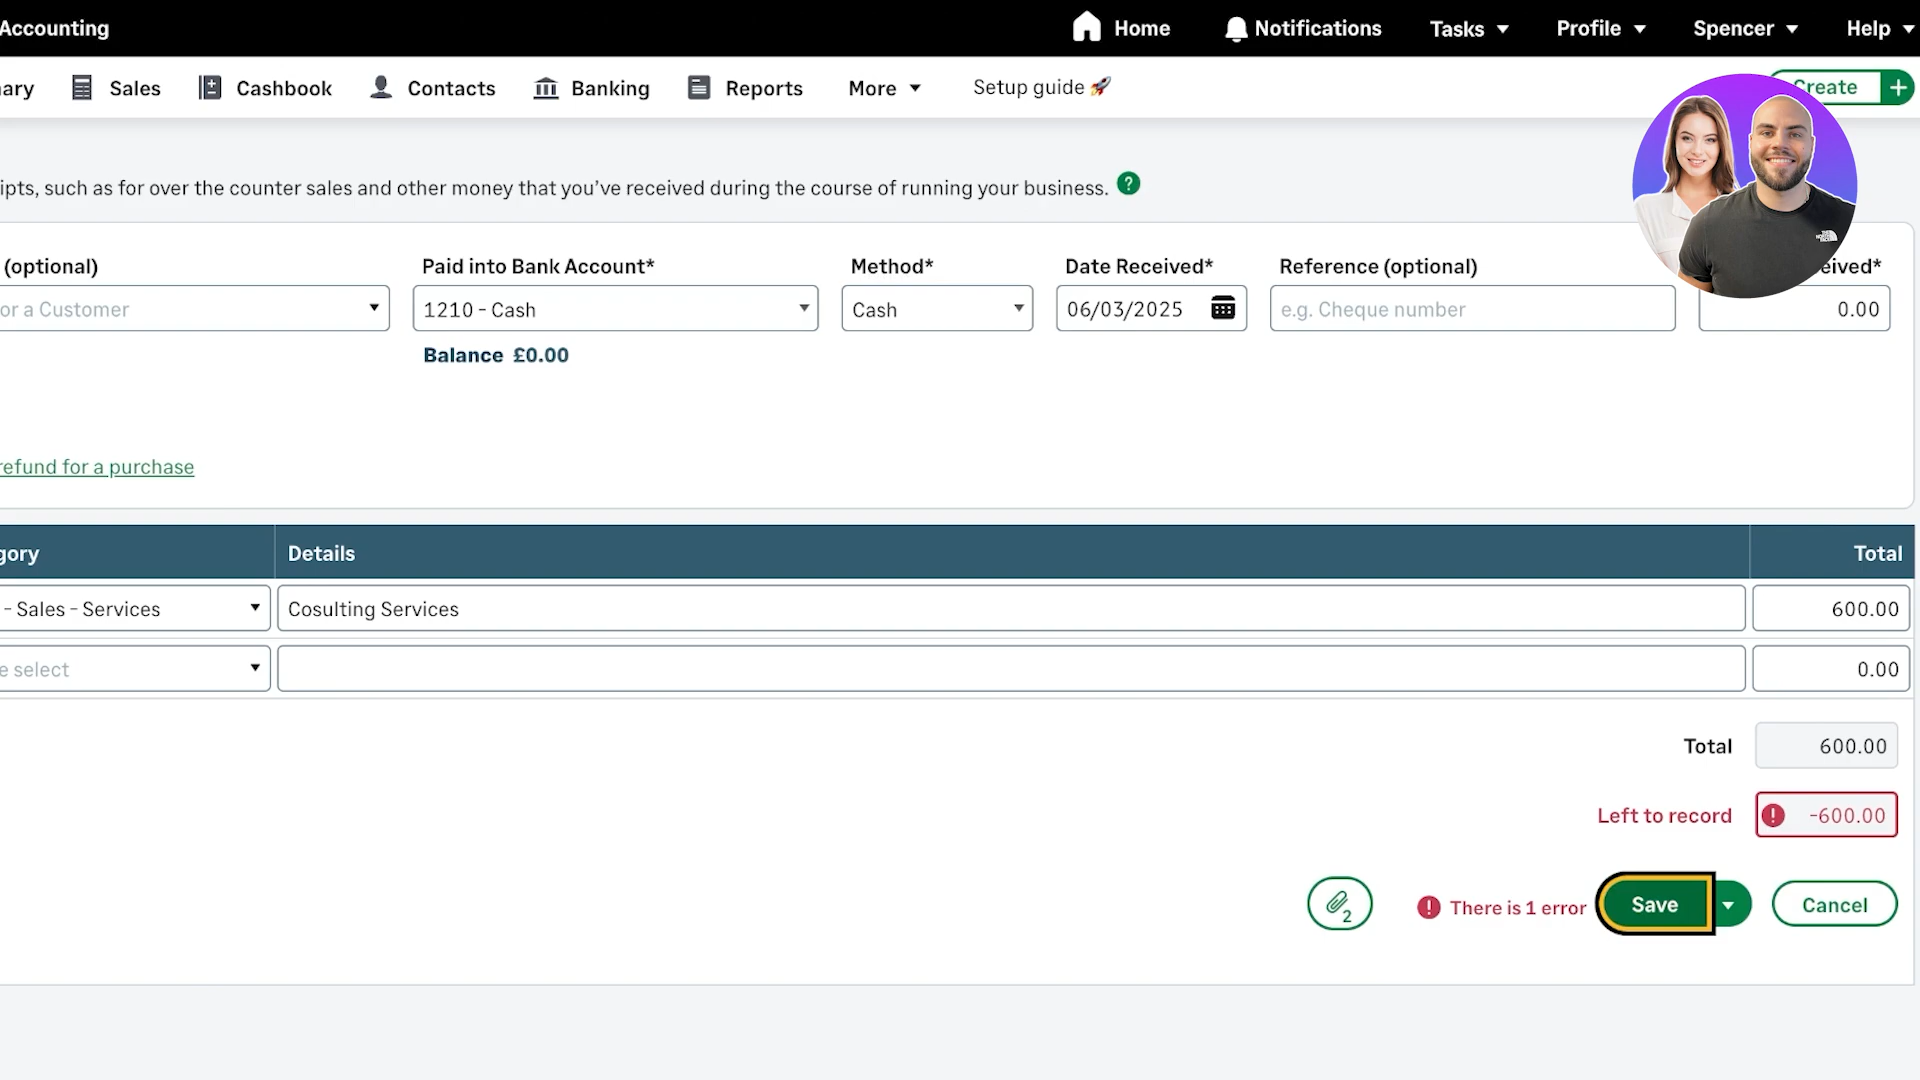 Accounting
Home
Notifications
Tasks
Profile
Spencer
Help
ary
Sales
Cashbook
Contacts
Banking
Reports
More
Setup guide 🚀
Create
+
ipts, such as for over the counter sales and other money that you've received during the course of running your business. ?
(optional)
Paid into Bank Account*
Method*
Date Received*
Reference (optional)
eived*
or a Customer
1210 - Cash
Cash
06/03/2025
e.g. Cheque number
0.00
Balance £0.00
refund for a purchase
gory
Details
Total
- Sales - Services
Cosulting Services
600.00
e select
0.00
Total
600.00
Left to record
! -600.00
2
! There is 1 error
Save
Cancel